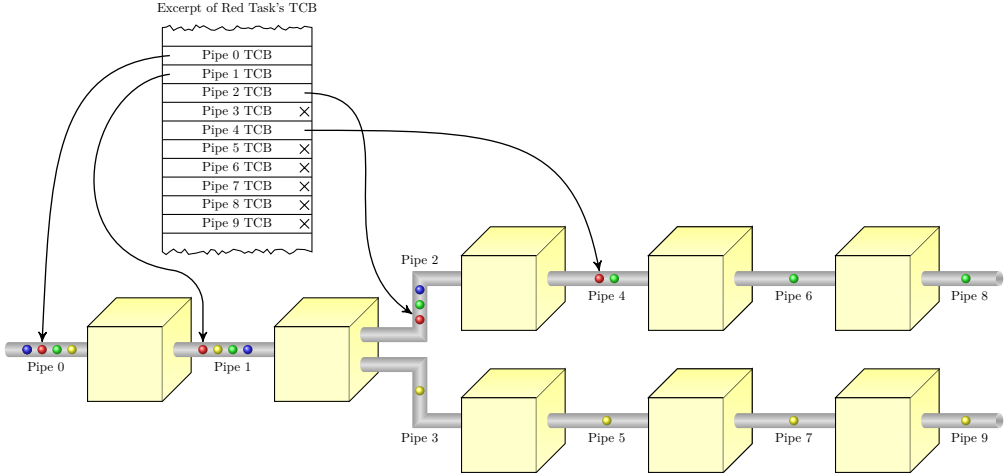 Excerpt of Red Task's TCB
Pipe 0 TCB
Pipe 1 TCB
Pipe 2 TCB
Pipe 3 TCB
Pipe 4 TCB
Pipe 5 TCB
Pipe 6 TCB
Pipe 7 TCB
Pipe 8 TCB
Pipe 9 TCB
Pipe 2
Pipe 4
Pipe 6
Pipe 8
Pipe 0
Pipe 1
Pipe 3
Pipe 5
Pipe 7
Pipe 9